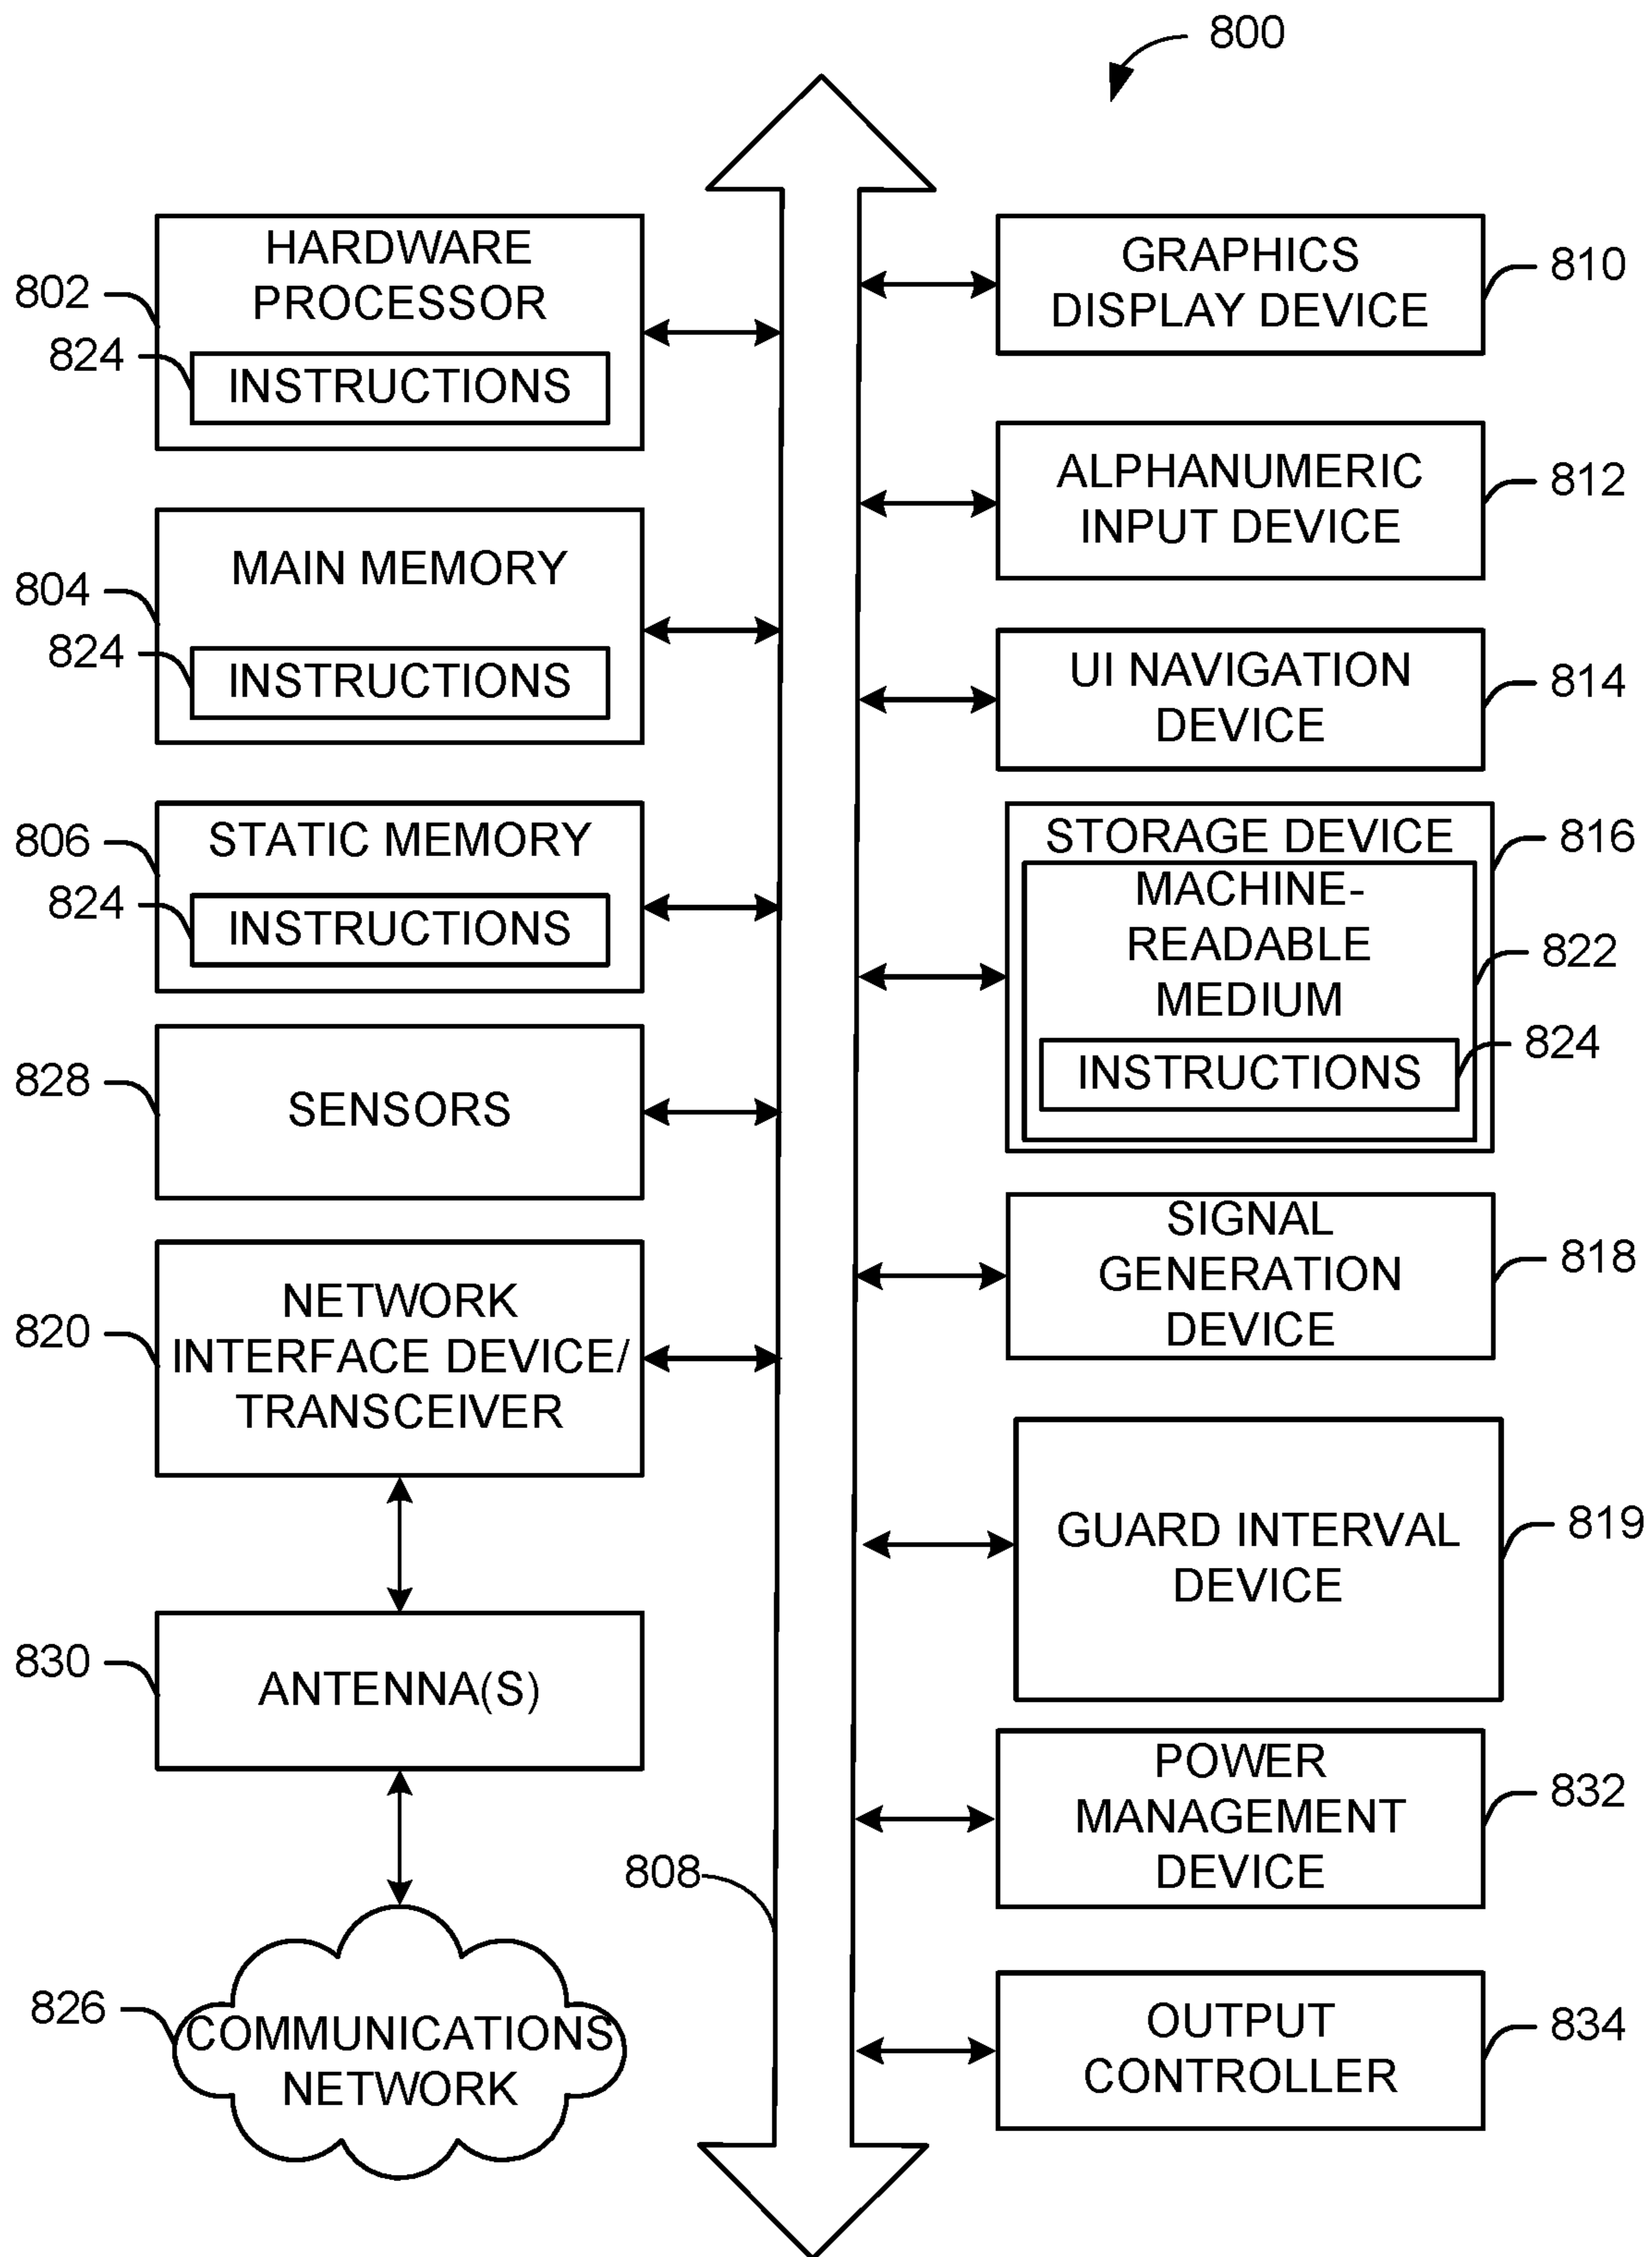 800
HARDWARE
PROCESSOR
802
824
INSTRUCTIONS
MAIN MEMORY
804
824
INSTRUCTIONS
STATIC MEMORY
806
824
INSTRUCTIONS
828
SENSORS
NETWORK
820
INTERFACE DEVICE/
TRANSCEIVER
830
ANTENNA(S)
808
826
COMMUNICATIONS
NETWORK
GRAPHICS
DISPLAY DEVICE
810
ALPHANUMERIC
INPUT DEVICE
812
UI NAVIGATION
DEVICE
814
STORAGE DEVICE
816
MACHINE-
READABLE
MEDIUM
822
824
INSTRUCTIONS
SIGNAL
GENERATION
DEVICE
818
GUARD INTERVAL
DEVICE
819
POWER
MANAGEMENT
DEVICE
832
OUTPUT
CONTROLLER
834